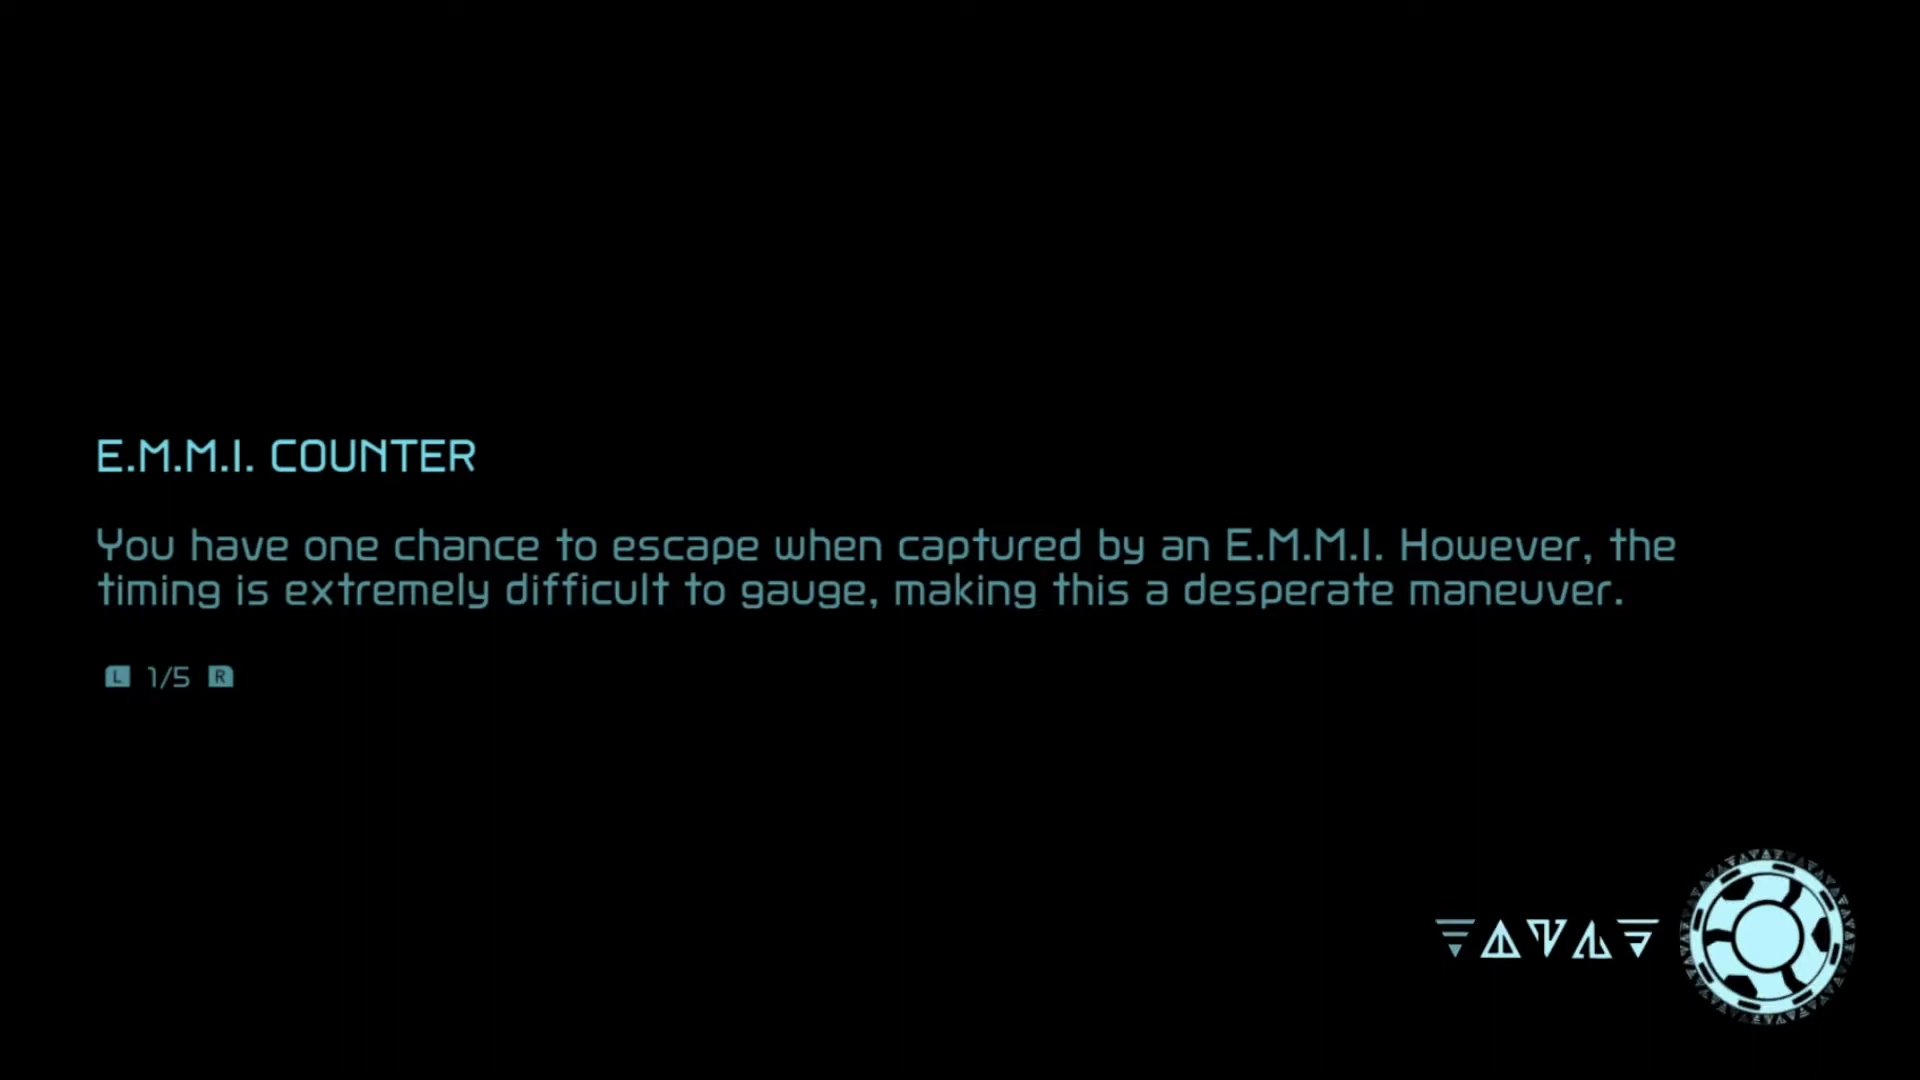 E.M.M.I. COUNTER
You have one chance to escape when captured by an E.M.M.I. However, the
timing is extremely difficult to gauge, making this a desperate maneuver.
L 1/5 R